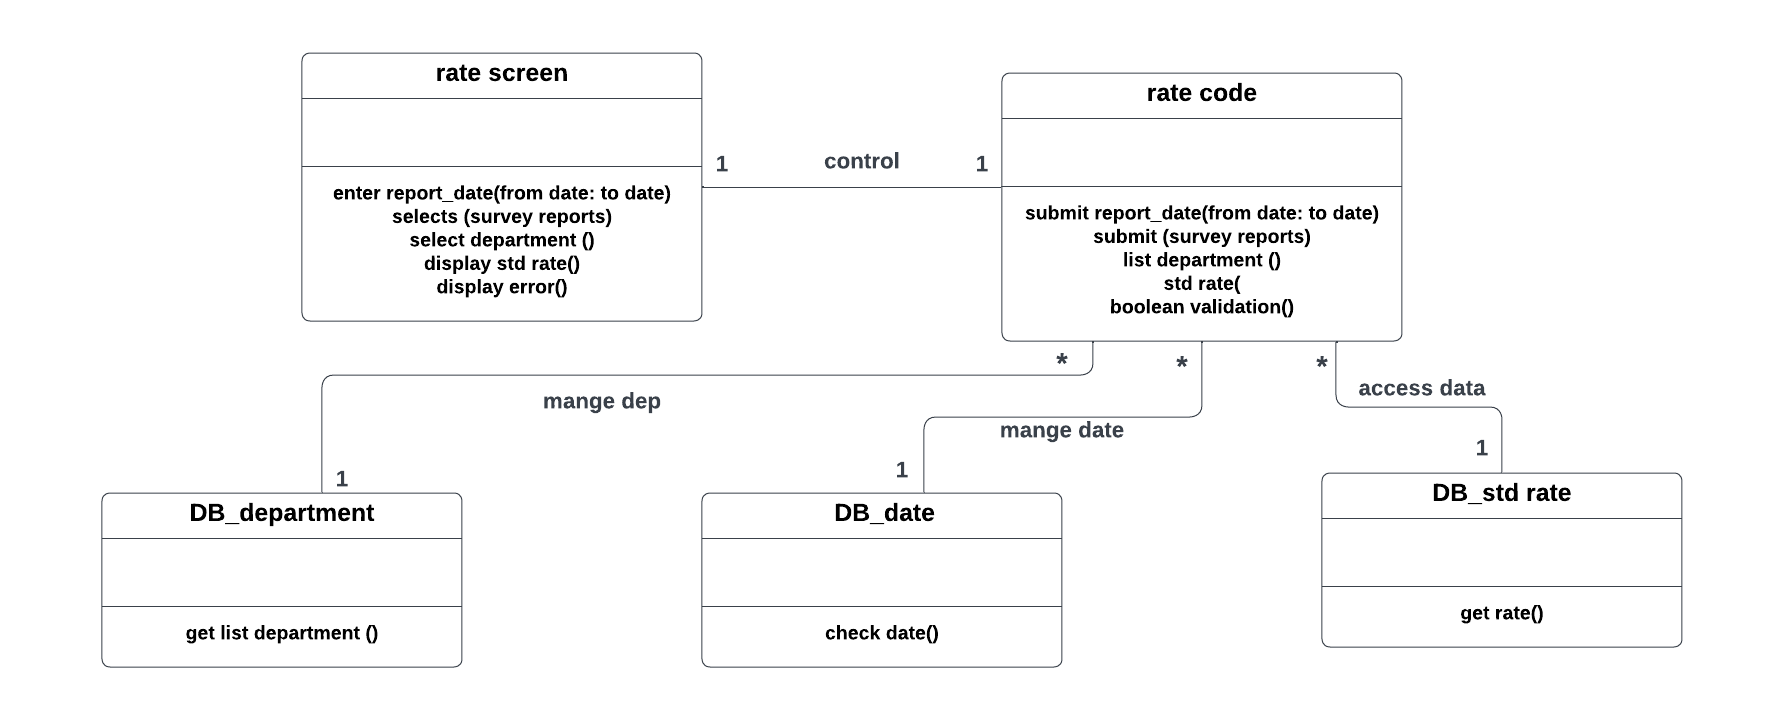 rate screen
enter report_date(from date: to date)
selects (survey reports)
select department ()
display std rate()
display error()
1
control
1
rate code
submit report_date(from date: to date)
submit (survey reports)
list department ()
std rate(
boolean validation()
*
*
*
mange dep
mange date
access data
1
1
1
DB_department
get list department ()
DB_date
check date()
DB_std rate
get rate()